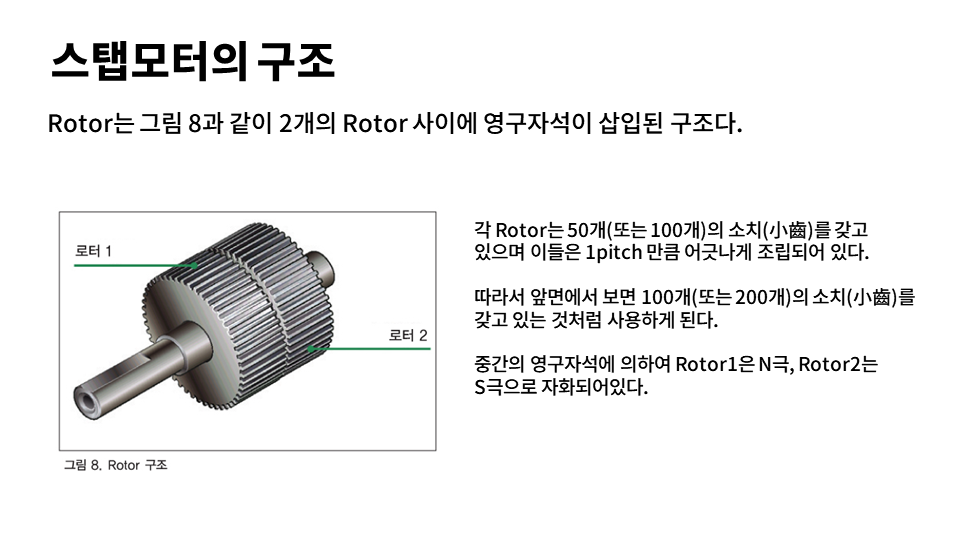 스탭모터의 구조
Rotor는 그림 8과 같이 2개의 Rotor 사이에 영구자석이 삽입된 구조다.
로터 1
로터 2
그림 8. Rotor 구조
각 Rotor는 50개(또는 100개)의 소치(小齒)를 갖고
있으며 이들은 1pitch 만큼 어긋나게 조립되어 있다.
따라서 앞면에서 보면 100개(또는 200개)의 소치(小齒)를
갖고 있는 것처럼 사용하게 된다.
중간의 영구자석에 의하여 Rotor1은 N극, Rotor2는
S극으로 자화되어있다.